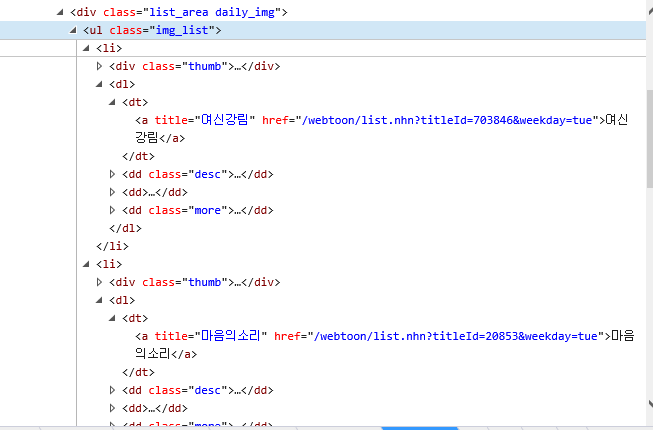 <div class="list_area daily_img">
<ul class="img_list">
<li>
<div class="thumb">…</div>
<dl>
<dt>
<a title="여신강림" href="/webtoon/list.nhn?titleId=703846&weekday=tue">여신
강림</a>
</dt>
<dd class="desc">…</dd>
<dd>…</dd>
<dd class="more">…</dd>
</dl>
</li>
<li>
<div class="thumb">…</div>
<dl>
<dt>
<a title="마음의소리" href="/webtoon/list.nhn?titleId=20853&weekday=tue">마음
의소리</a>
</dt>
<dd class="desc">…</dd>
<dd>…</dd>
<dd class="more">…</dd>